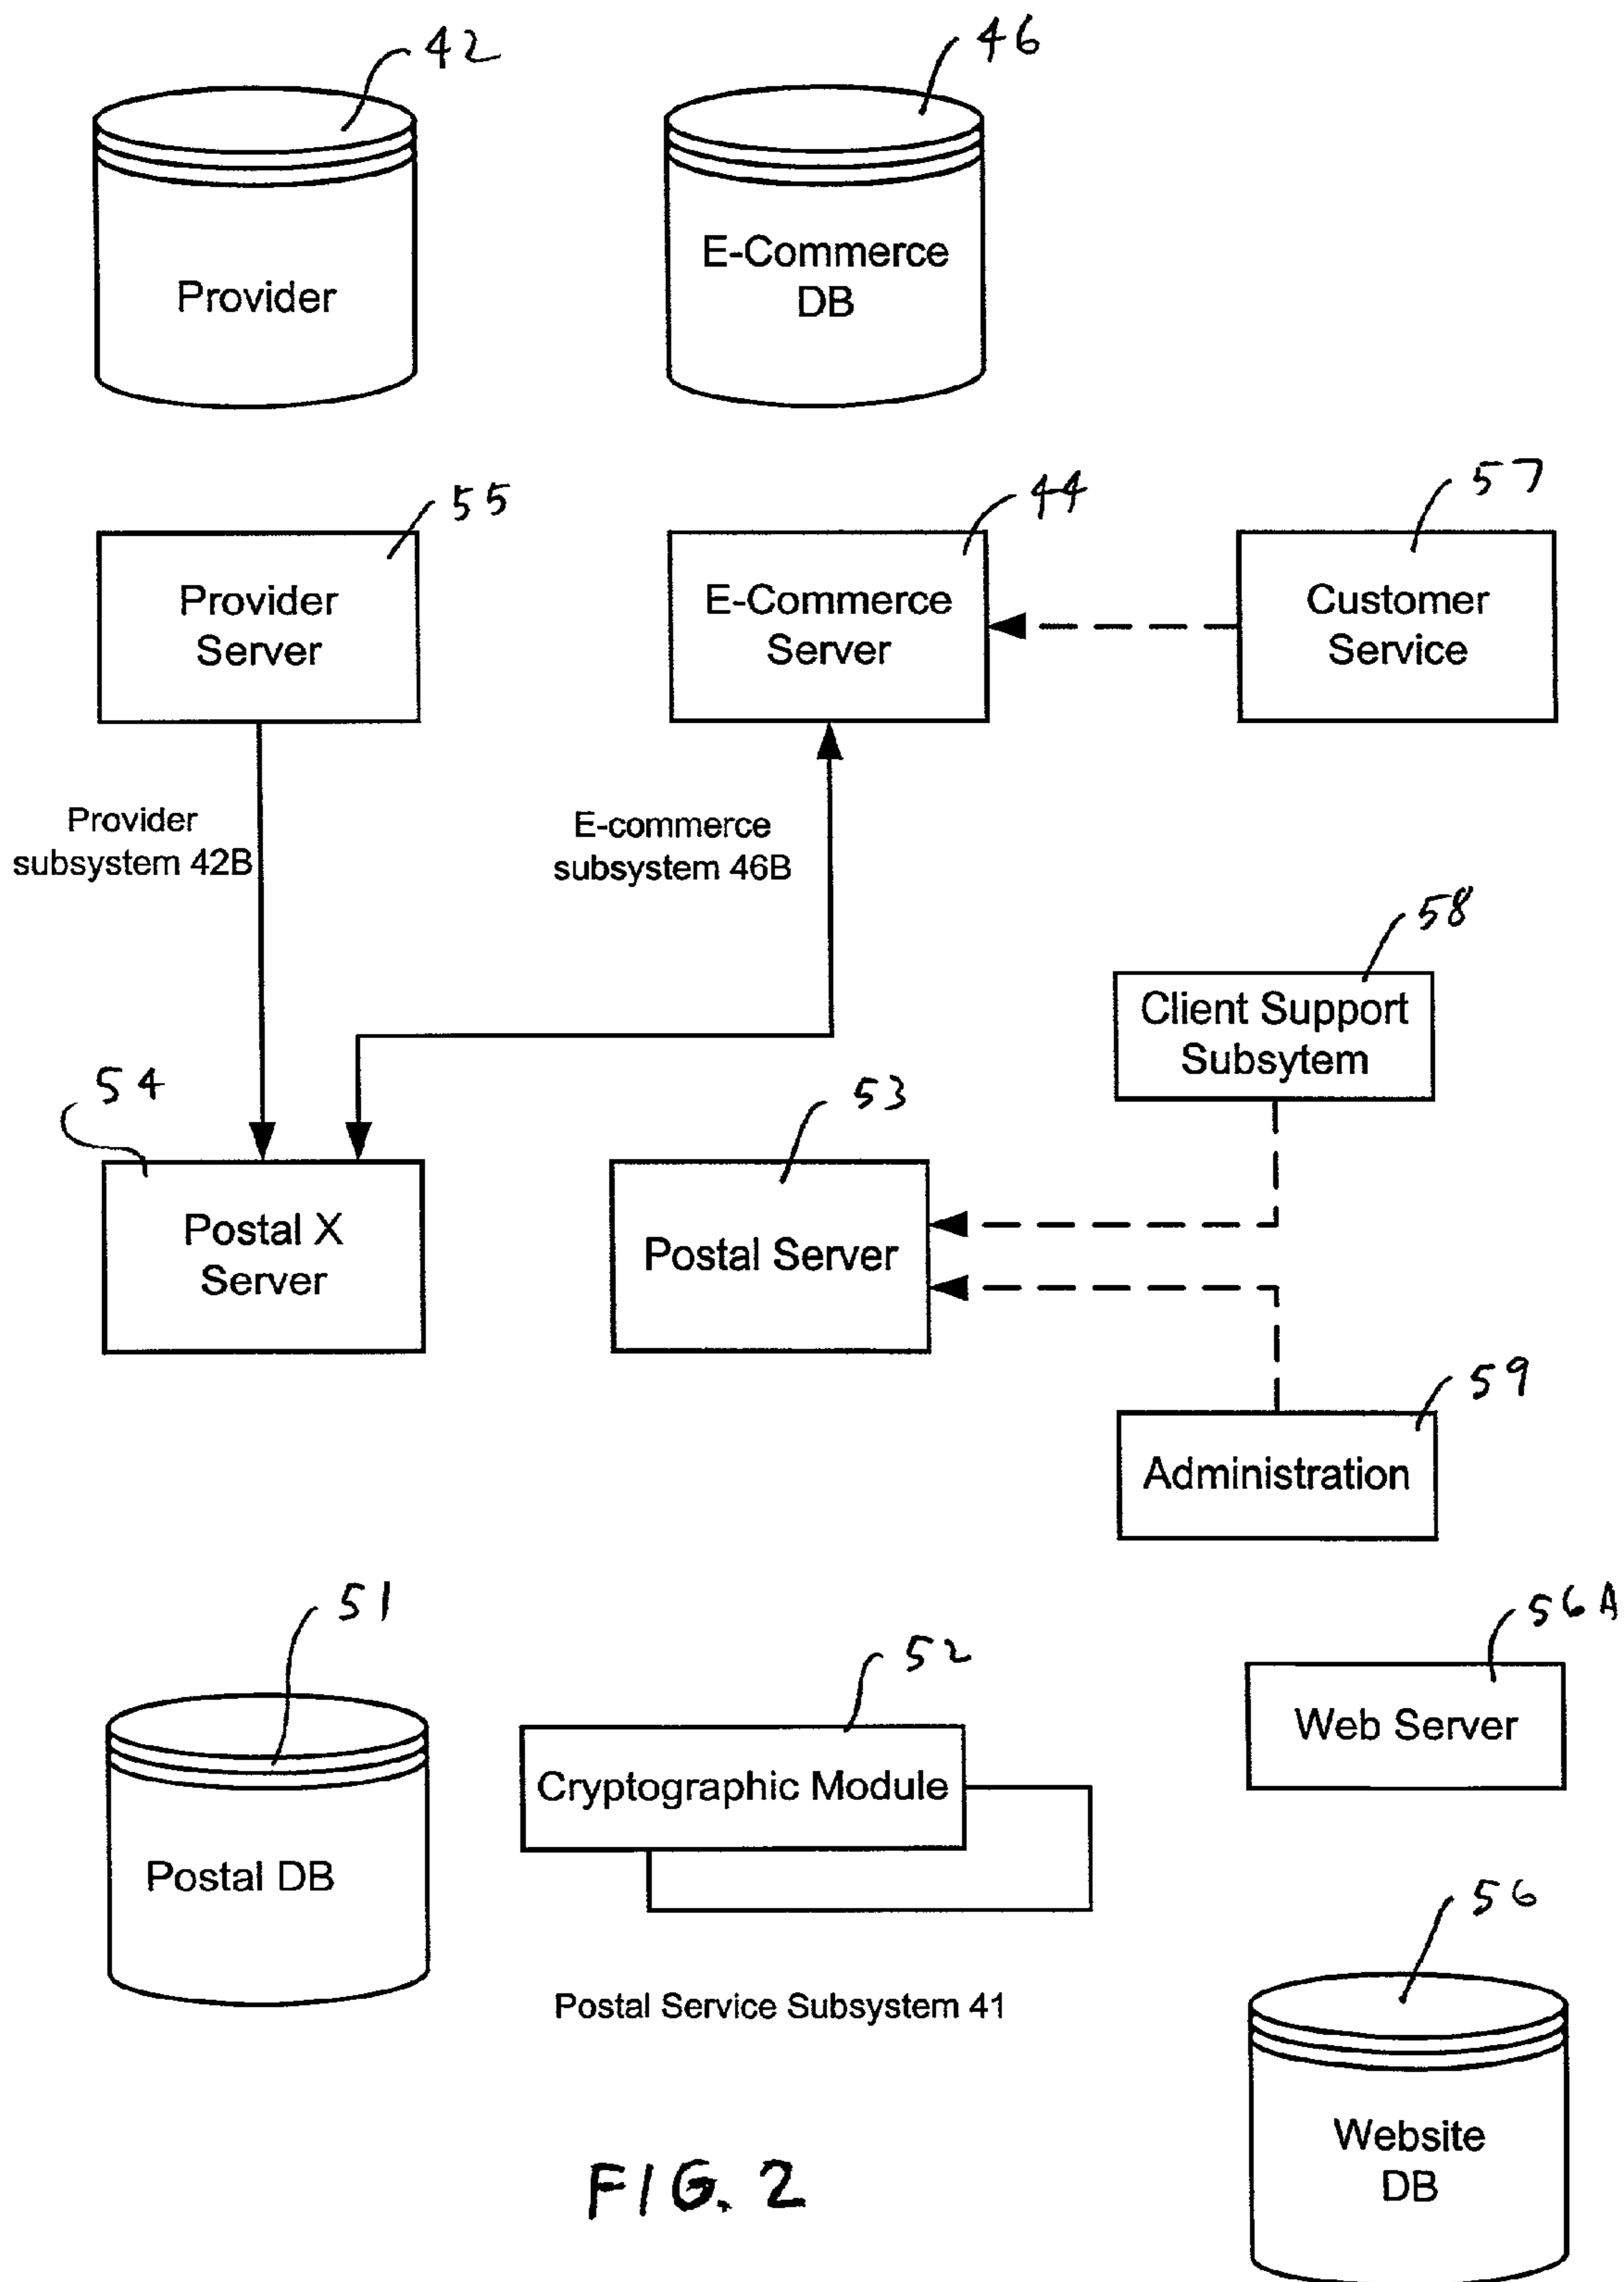 42
46
Provider
E-Commerce
DB
55
44
57
Provider
Server
E-Commerce
Server
Customer
Service
Provider
subsystem 42B
E-commerce
subsystem 46B
58
Client Support
Subsytem
54
53
Postal X
Server
Postal Server
59
Administration
51
52
56A
Web Server
Cryptographic Module
Postal DB
56
Postal Service Subsystem 41
Website
DB
FIG. 2